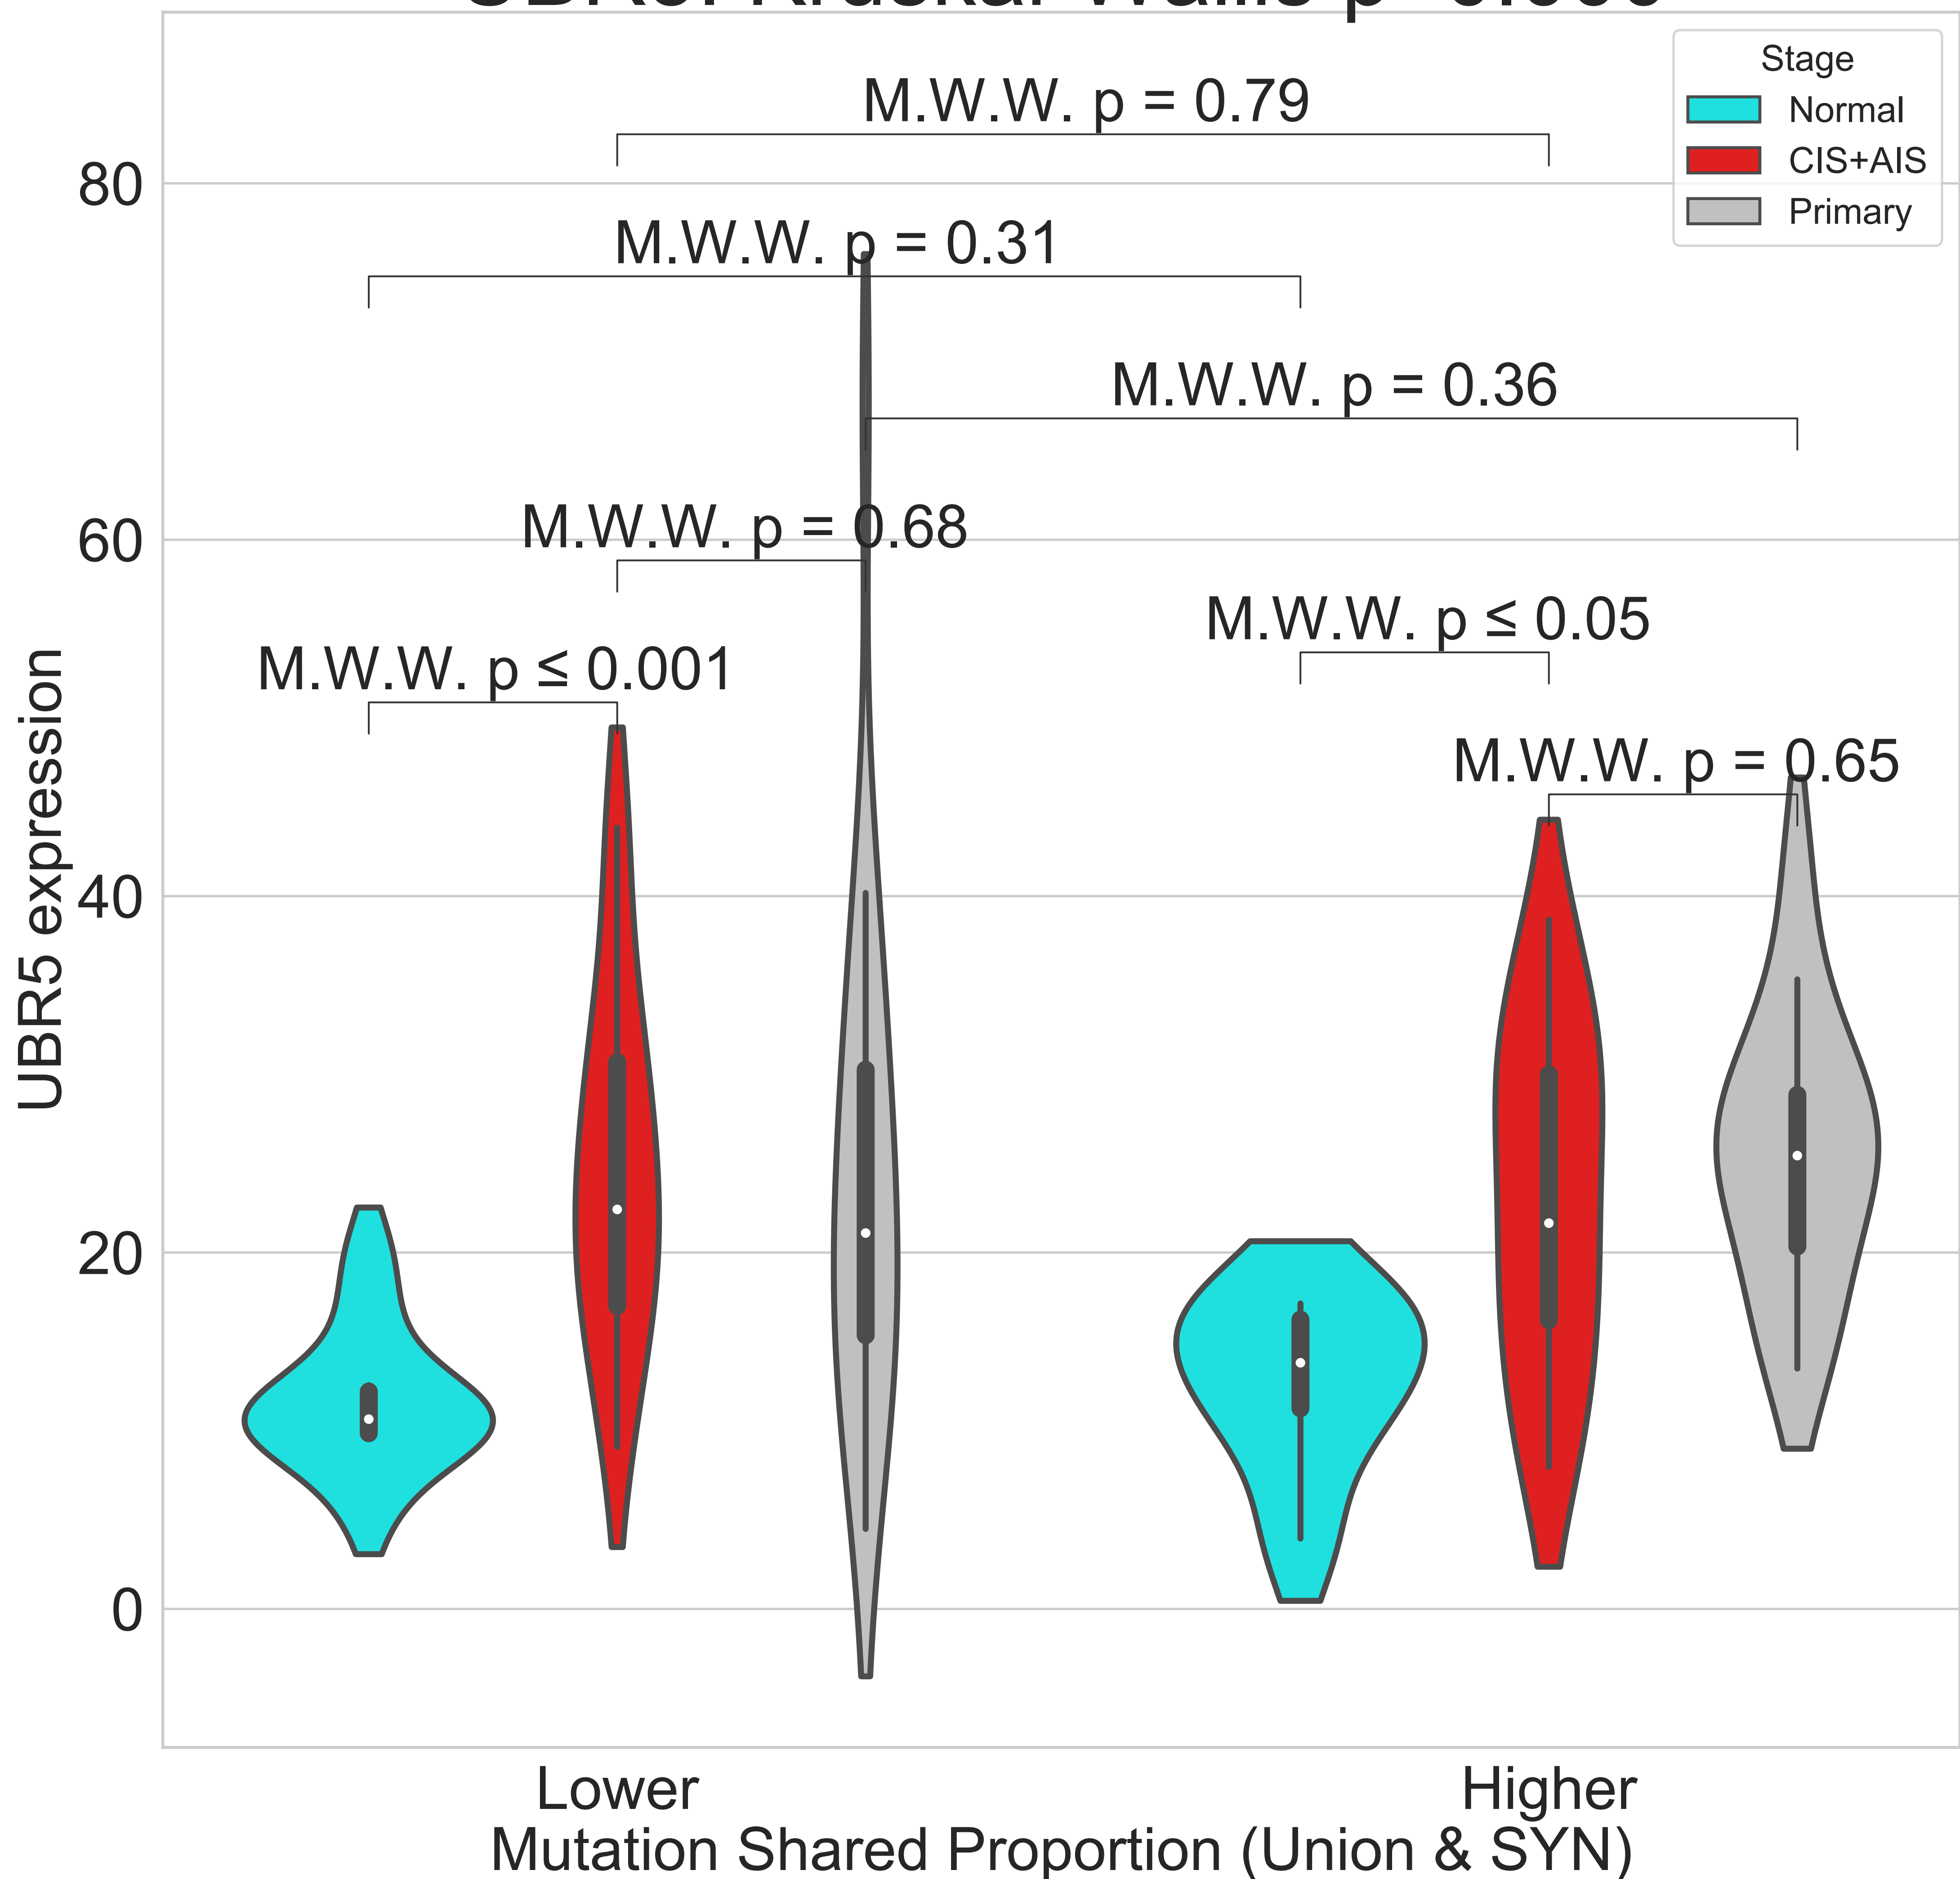 Stage
Normal
CIS+AIS
Primary
M.W.W. p = 0.79
M.W.W. p = 0.31
M.W.W. p = 0.36
M.W.W. p = 0.68
M.W.W. p ≤ 0.05
M.W.W. p ≤ 0.001
M.W.W. p = 0.65
80
60
40
20
0
UBR5 expression
Lower
Higher
Mutation Shared Proportion (Union & SYN)